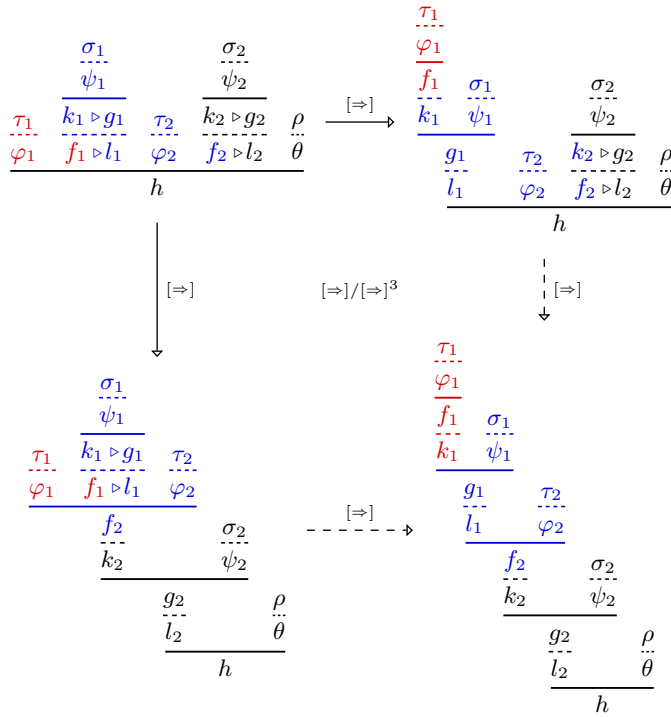 τ₁
φ₁
σ₁ σ₂ f₁ σ₁ σ₂
ψ₁ ψ₂ [⇒] k₁ ψ₁ ψ₂
τ₁ k₁ ▹ g₁ τ₂ k₂ ▹ g₂ ρ g₁ τ₂ k₂ ▹ g₂ ρ
φ₁ f₁ ▹ l₁ φ₂ f₂ ▹ l₂ θ l₁ φ₂ f₂ ▹ l₂ θ
h h
[⇒] [⇒]/[⇒]³ [⇒]
τ₁
φ₁
σ₁ f₁ σ₁
ψ₁ k₁ ψ₁
τ₁ k₁ ▹ g₁ τ₂ g₁ τ₂
φ₁ f₁ ▹ l₁ φ₂ [⇒] l₁ φ₂
f₂ σ₂ f₂ σ₂
k₂ ψ₂ k₂ ψ₂
g₂ ρ g₂ ρ
l₂ θ l₂ θ
h h